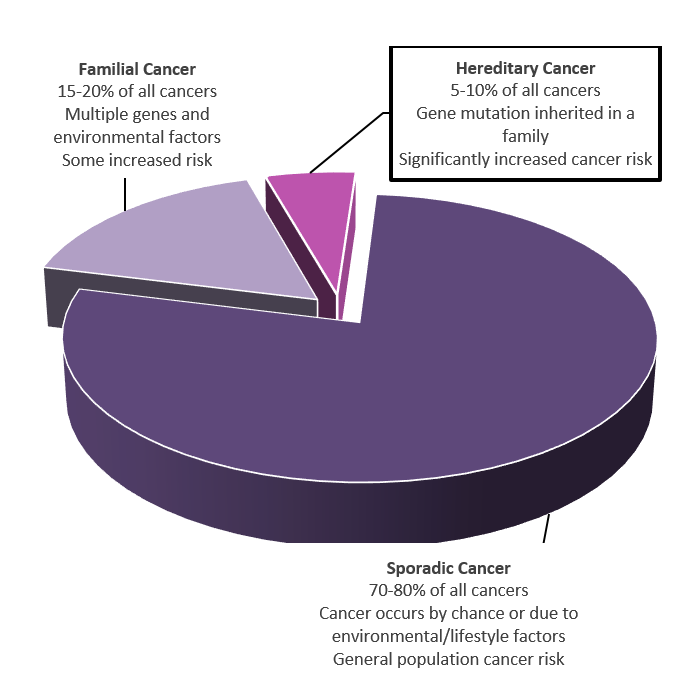 Familial Cancer
15-20% of all cancers
Multiple genes and
environmental factors
Some increased risk
Hereditary Cancer
5-10% of all cancers
Gene mutation inherited in a
family
Significantly increased cancer risk
Sporadic Cancer
70-80% of all cancers
Cancer occurs by chance or due to
environmental/lifestyle factors
General population cancer risk